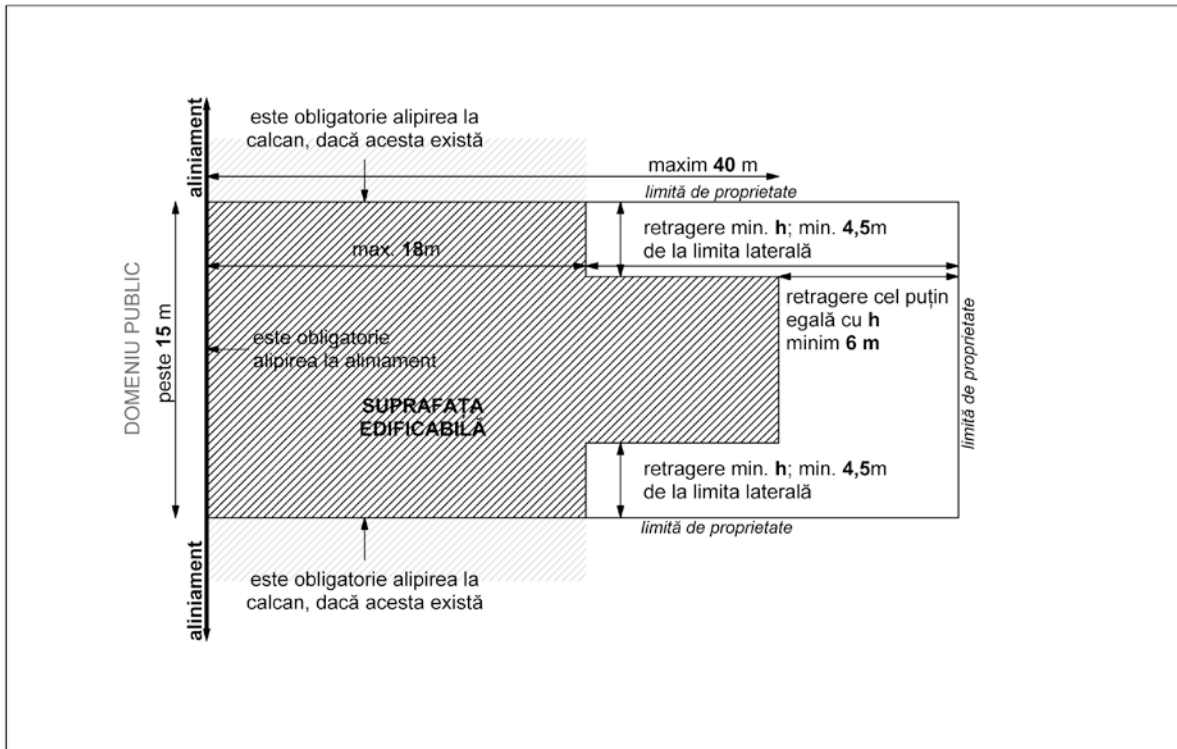 aliniament
este obligatorie alipirea la
calcan, dacă acesta există
maxim 40 m
limită de proprietate
retragere min. h; min. 4,5m
de la limita laterală
max. 18m
DOMENIU PUBLIC
peste 15 m
este obligatorie
alipirea la aliniament
retragere cel puțin
egală cu h
minim 6 m
limită de proprietate
SUPRAFAȚA
EDIFICABILĂ
retragere min. h; min. 4,5m
de la limita laterală
limită de proprietate
aliniament
este obligatorie alipirea la
calcan, dacă acesta există